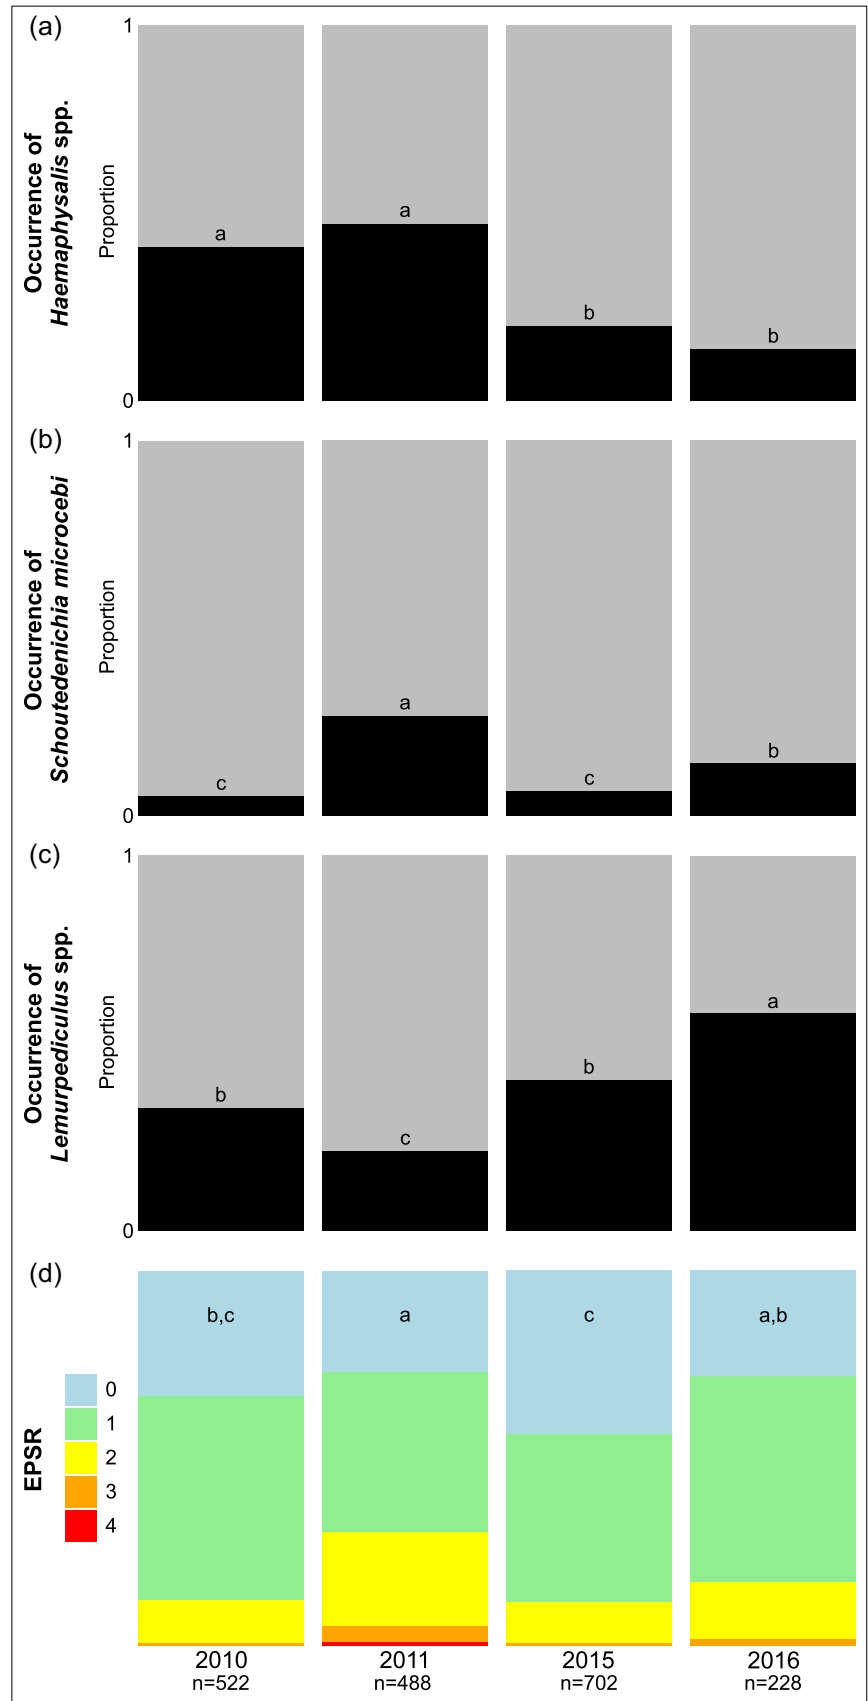 (a)
Occurrence of
Haemaphysalis spp.
Proportion
1
0
a
a
b
b
(b)
Occurrence of
Schoutedenichia microcebi
Proportion
1
0
c
a
c
b
(c)
Occurrence of
Lemurpediculus spp.
Proportion
1
0
b
c
b
a
(d)
EPSR
0
1
2
3
4
b,c
a
c
a,b
2010
n=522
2011
n=488
2015
n=702
2016
n=228